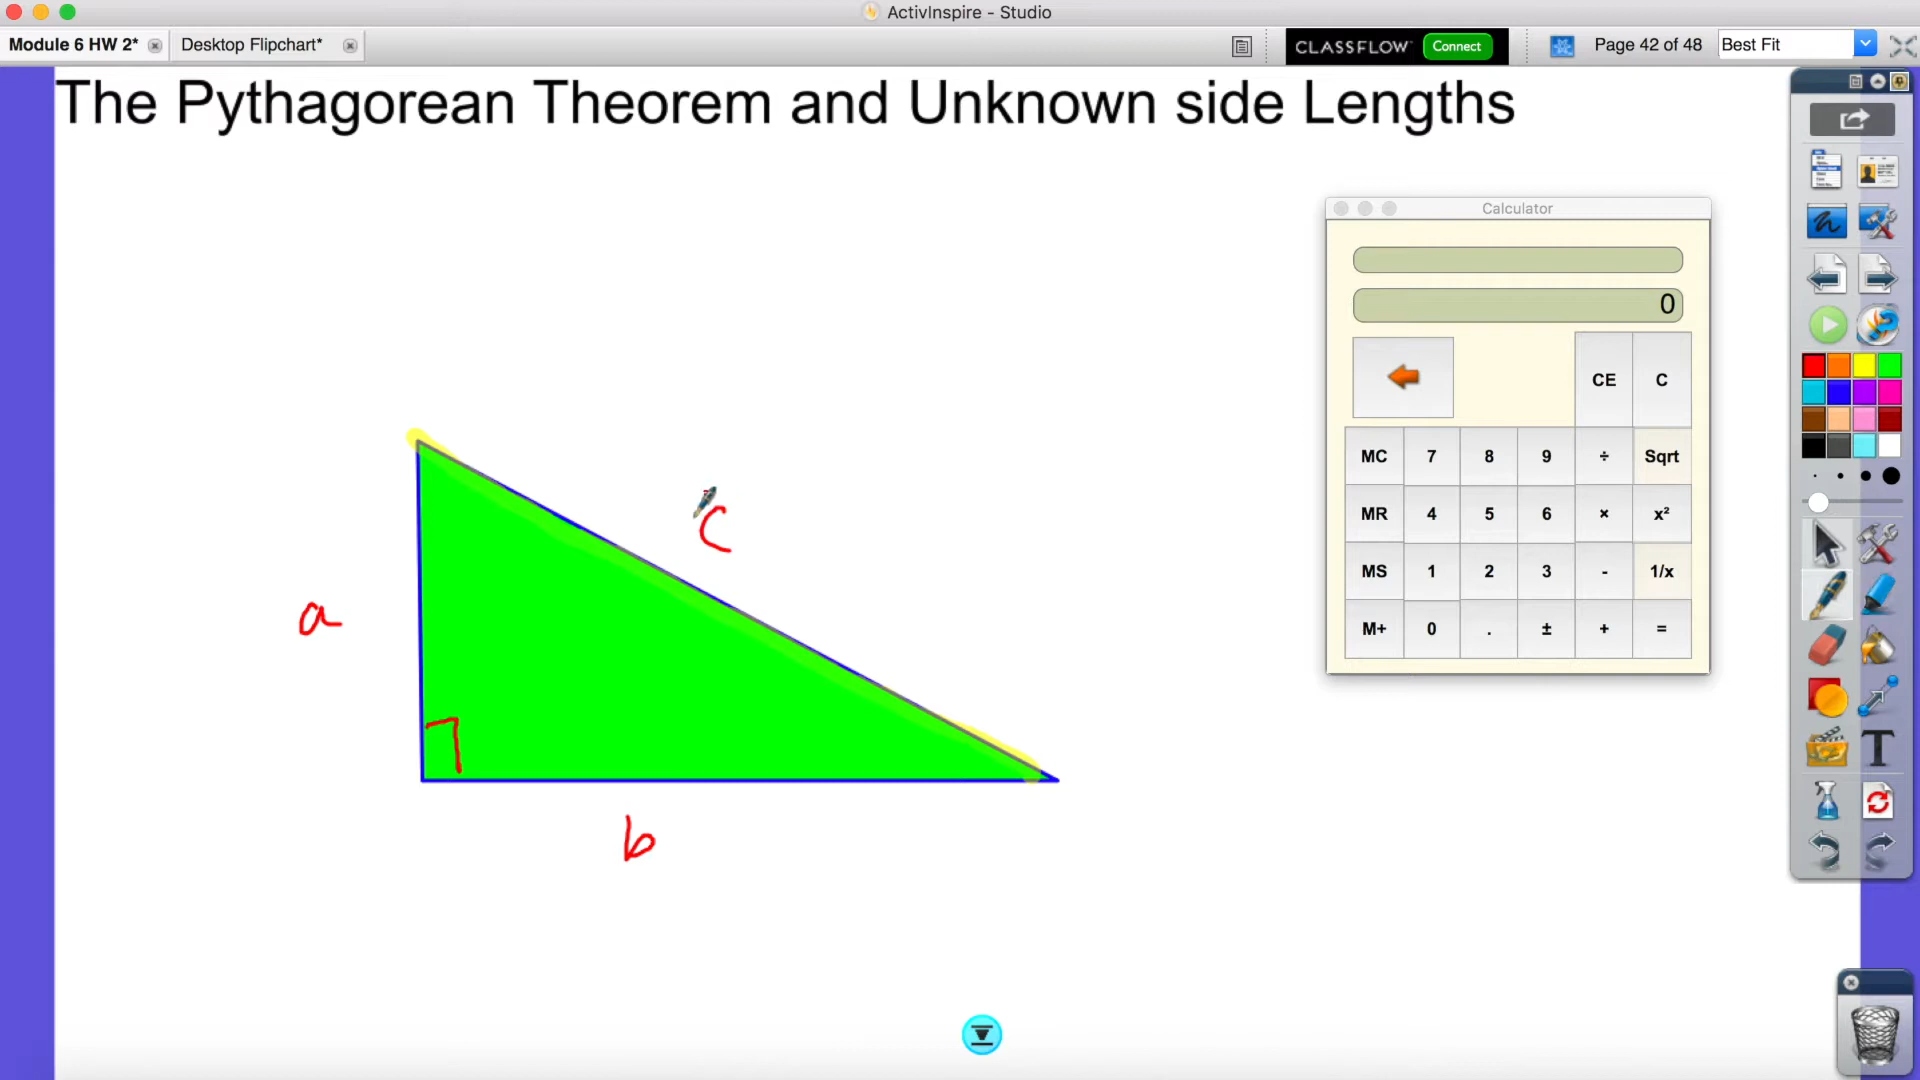 ActivInspire - Studio
Module 6 HW 2*
Desktop Flipchart*
CLASSFLOW Connect
Page 42 of 48
Best Fit
The Pythagorean Theorem and Unknown side Lengths
Calculator
0
CE C
MC 7 8 9 ÷ Sqrt
MR 4 5 6 × x²
MS 1 2 3 - 1/x
M+ 0 . ± + =
c
a
b
T